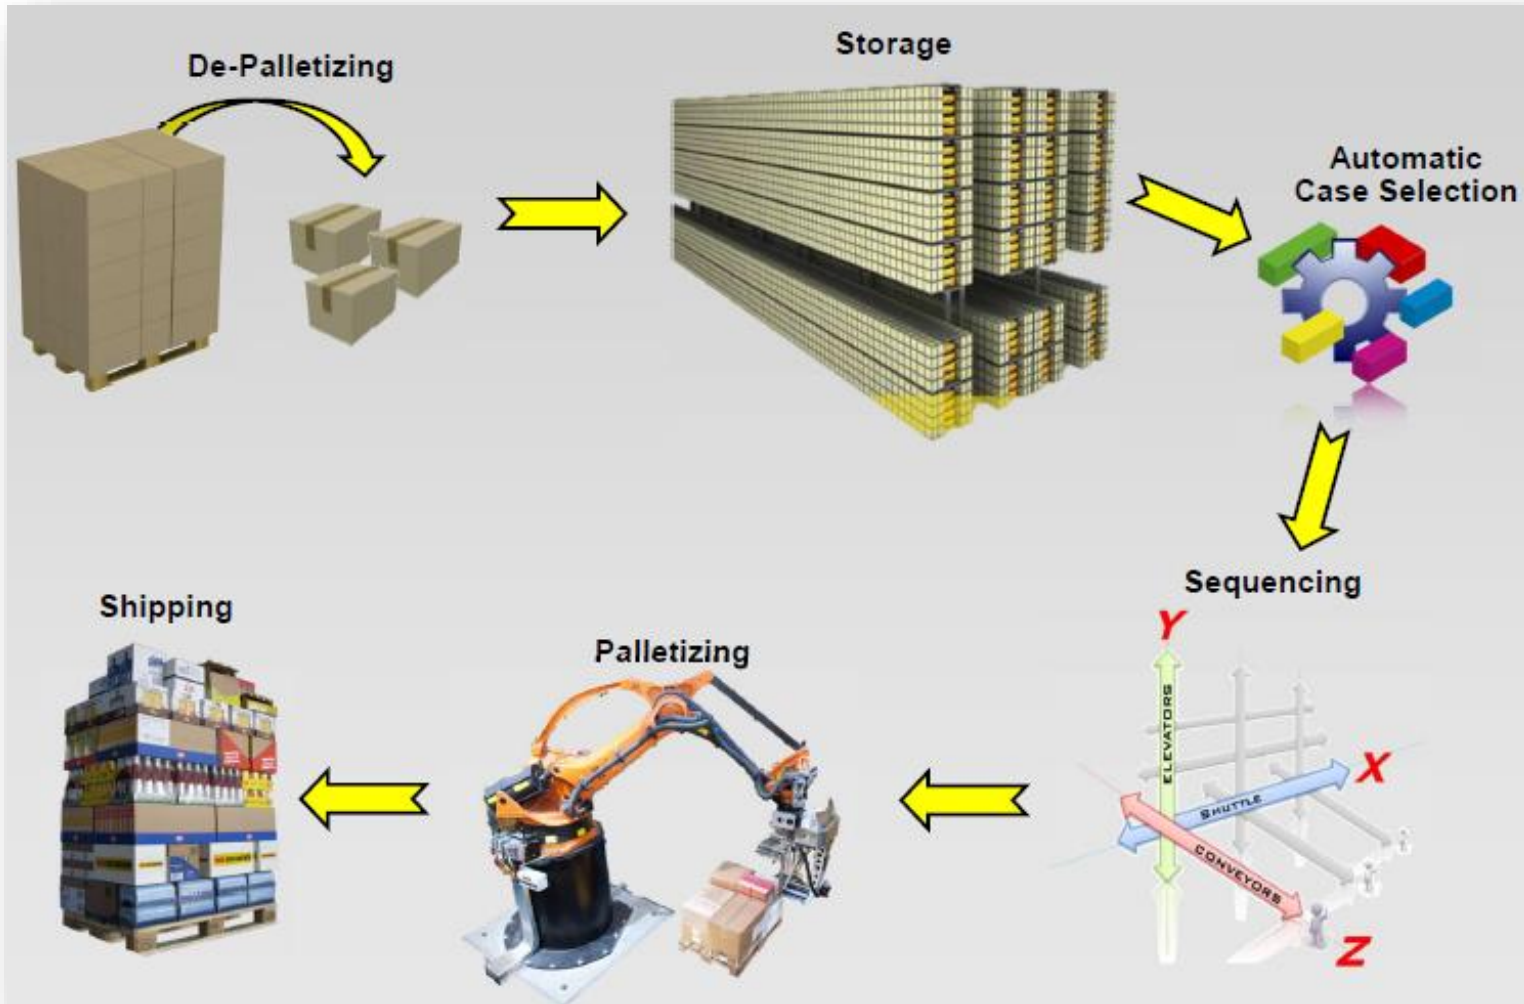 De-Palletizing
Storage
Automatic
Case Selection
Sequencing
Y
ELEVATORS
X
SHUTTLE
CONVEYORS
Z
Palletizing
Shipping